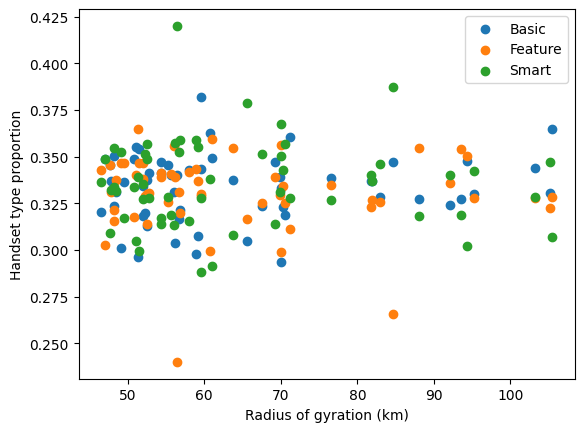 0.425
0.400
0.375
0.350
0.325
0.300
0.275
0.250
Handset type proportion
Basic
Feature
Smart
50 60 70 80 90 100
Radius of gyration (km)